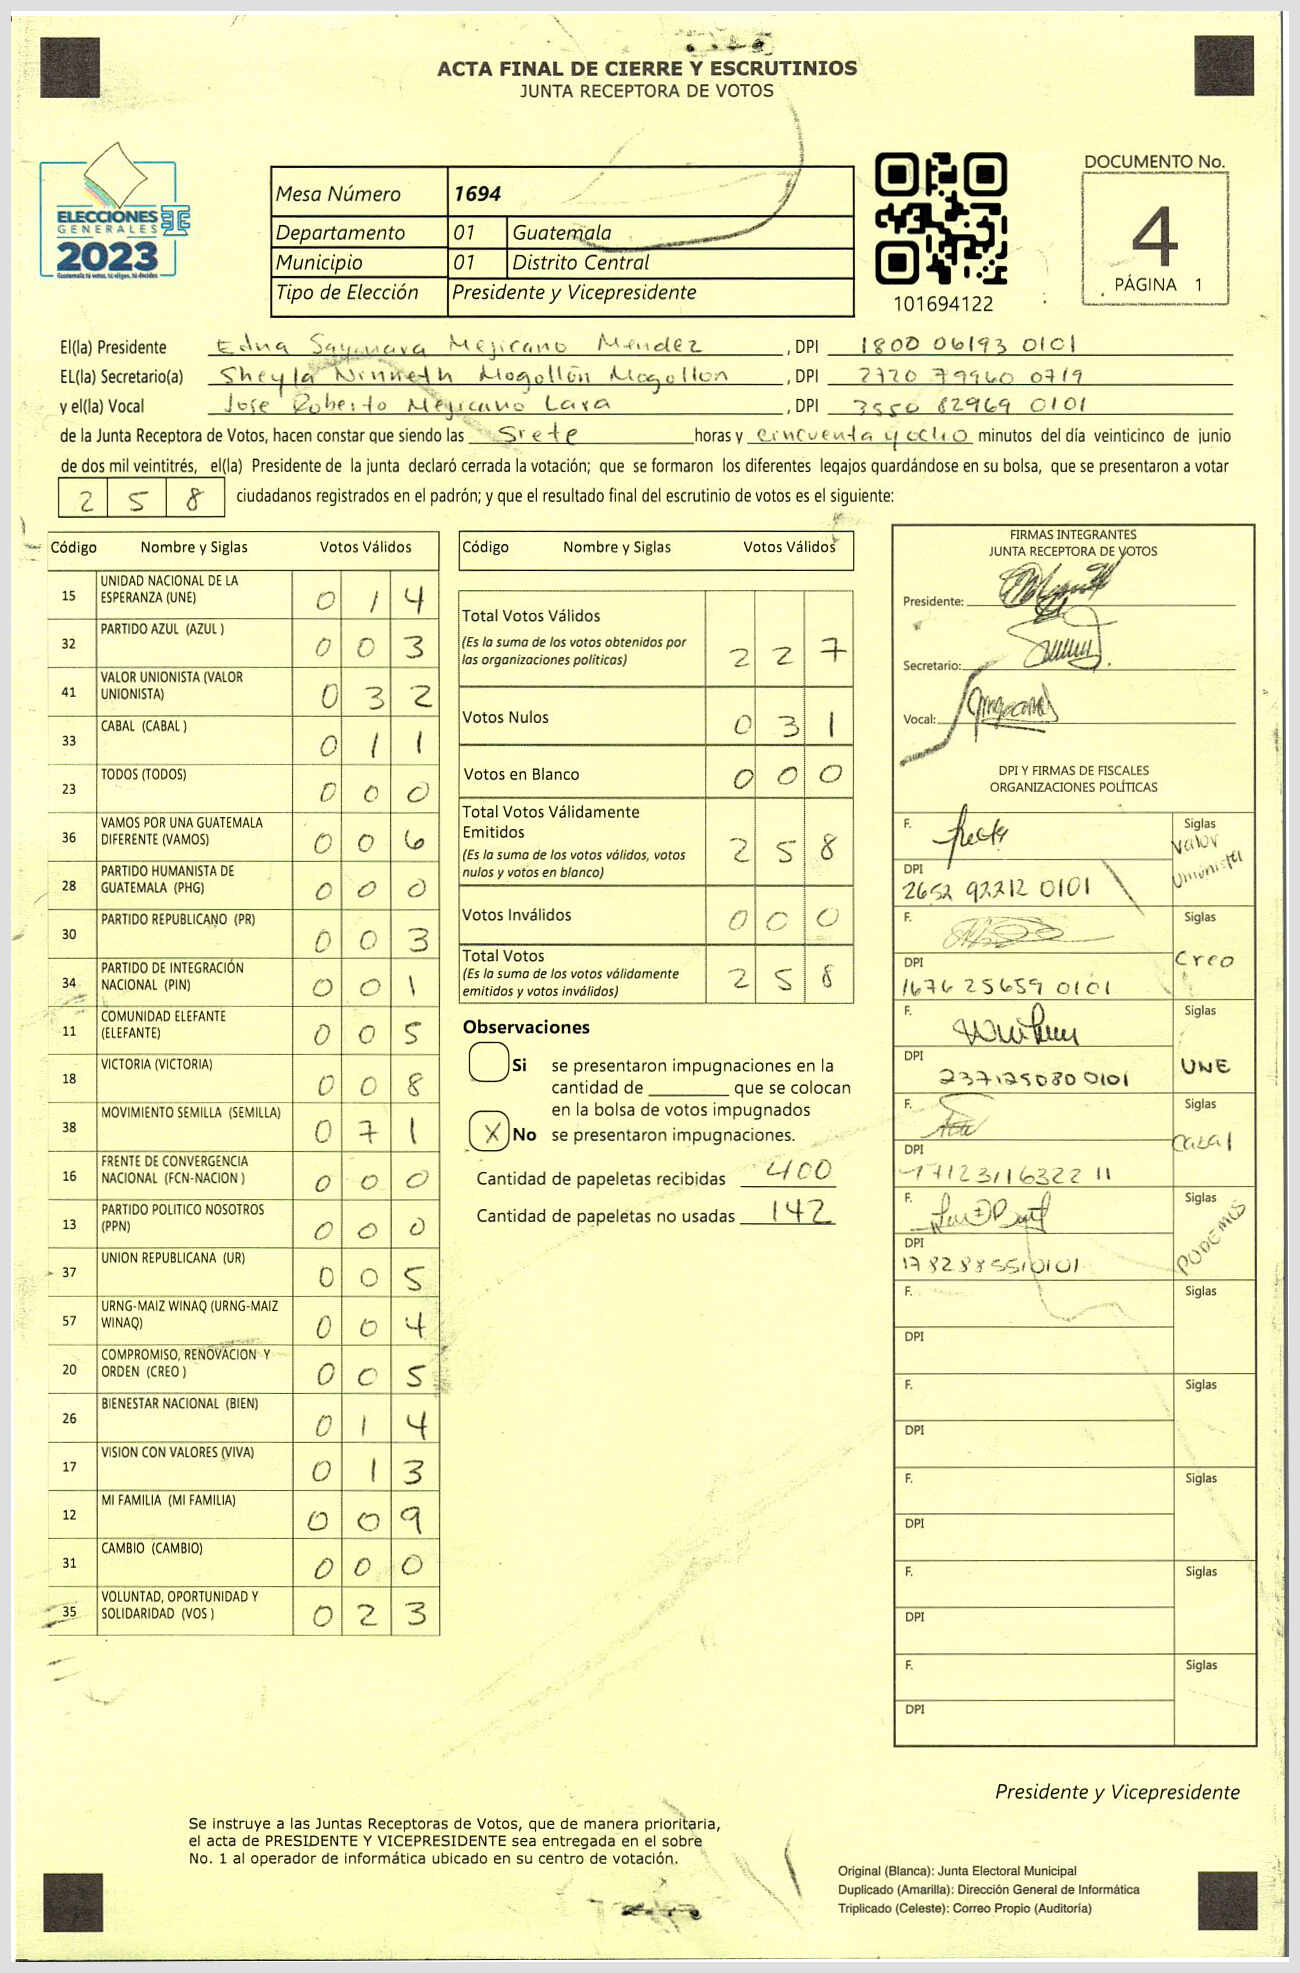 ACTA FINAL DE CIERRE Y ESCRUTINIOS
JUNTA RECEPTORA DE VOTOS
ELECCIONES
GENERALES
2023
Guatemala tú votas, tú eliges, tú decides
Mesa Número 1694
Departamento 01 Guatemala
Municipio 01 Distrito Central
Tipo de Elección Presidente y Vicepresidente
101694122
DOCUMENTO No.
4
PÁGINA 1
El(la) Presidente Edna Sayonara Mejicano Mendez , DPI 1800 06193 0101
EL(la) Secretario(a) Sheyla Ninneth Mogollón Mogollon , DPI 2720 79960 0719
y el(la) Vocal Jose Roberto Mejicano Lara , DPI 3550 82969 0101
de la Junta Receptora de Votos, hacen constar que siendo las Siete horas y cincuenta y ocho minutos del día veinticinco de junio
de dos mil veintitrés, el(la) Presidente de la junta declaró cerrada la votación; que se formaron los diferentes legajos guardándose en su bolsa, que se presentaron a votar
2 5 8 ciudadanos registrados en el padrón; y que el resultado final del escrutinio de votos es el siguiente:
Código Nombre y Siglas Votos Válidos
15 UNIDAD NACIONAL DE LA ESPERANZA (UNE) 0 1 4
32 PARTIDO AZUL (AZUL ) 0 0 3
41 VALOR UNIONISTA (VALOR UNIONISTA) 0 3 2
33 CABAL (CABAL ) 0 1 1
23 TODOS (TODOS) 0 0 0
36 VAMOS POR UNA GUATEMALA DIFERENTE (VAMOS) 0 0 6
28 PARTIDO HUMANISTA DE GUATEMALA (PHG) 0 0 0
30 PARTIDO REPUBLICANO (PR) 0 0 3
34 PARTIDO DE INTEGRACIÓN NACIONAL (PIN) 0 0 1
11 COMUNIDAD ELEFANTE (ELEFANTE) 0 0 5
18 VICTORIA (VICTORIA) 0 0 8
38 MOVIMIENTO SEMILLA (SEMILLA) 0 7 1
16 FRENTE DE CONVERGENCIA NACIONAL (FCN-NACION ) 0 0 0
13 PARTIDO POLITICO NOSOTROS (PPN) 0 0 0
37 UNION REPUBLICANA (UR) 0 0 5
57 URNG-MAIZ WINAQ (URNG-MAIZ WINAQ) 0 0 4
20 COMPROMISO, RENOVACION Y ORDEN (CREO ) 0 0 5
26 BIENESTAR NACIONAL (BIEN) 0 1 4
17 VISION CON VALORES (VIVA) 0 1 3
12 MI FAMILIA (MI FAMILIA) 0 0 9
31 CAMBIO (CAMBIO) 0 0 0
35 VOLUNTAD, OPORTUNIDAD Y SOLIDARIDAD (VOS ) 0 2 3
Código Nombre y Siglas Votos Válidos
Total Votos Válidos 2 2 7
(Es la suma de los votos obtenidos por
las organizaciones políticas)
Votos Nulos 0 3 1
Votos en Blanco 0 0 0
Total Votos Válidamente
Emitidos 2 5 8
(Es la suma de los votos válidos, votos
nulos y votos en blanco)
Votos Inválidos 0 0 0
Total Votos 2 5 8
(Es la suma de los votos válidamente
emitidos y votos inválidos)
Observaciones
Si se presentaron impugnaciones en la
cantidad de ________ que se colocan
en la bolsa de votos impugnados
X No se presentaron impugnaciones.
Cantidad de papeletas recibidas 400
Cantidad de papeletas no usadas 142
FIRMAS INTEGRANTES
JUNTA RECEPTORA DE VOTOS
Presidente:
Secretario:
Vocal:
DPI Y FIRMAS DE FISCALES
ORGANIZACIONES POLÍTICAS
F. Siglas Valor Unionista
DPI 2652 92212 0101
F. Siglas Creo
DPI 1676 25659 0101
F. Siglas UNE
DPI 2371250800101
F. Siglas Cabal
DPI
F. Siglas PODEMOS
DPI 1782885510101
F. Siglas
DPI
F. Siglas
DPI
F. Siglas
DPI
F. Siglas
DPI
F. Siglas
DPI
Presidente y Vicepresidente
Se instruye a las Juntas Receptoras de Votos, que de manera prioritaria,
el acta de PRESIDENTE Y VICEPRESIDENTE sea entregada en el sobre
No. 1 al operador de informática ubicado en su centro de votación.
Original (Blanca): Junta Electoral Municipal
Duplicado (Amarilla): Dirección General de Informática
Triplicado (Celeste): Correo Propio (Auditoría)